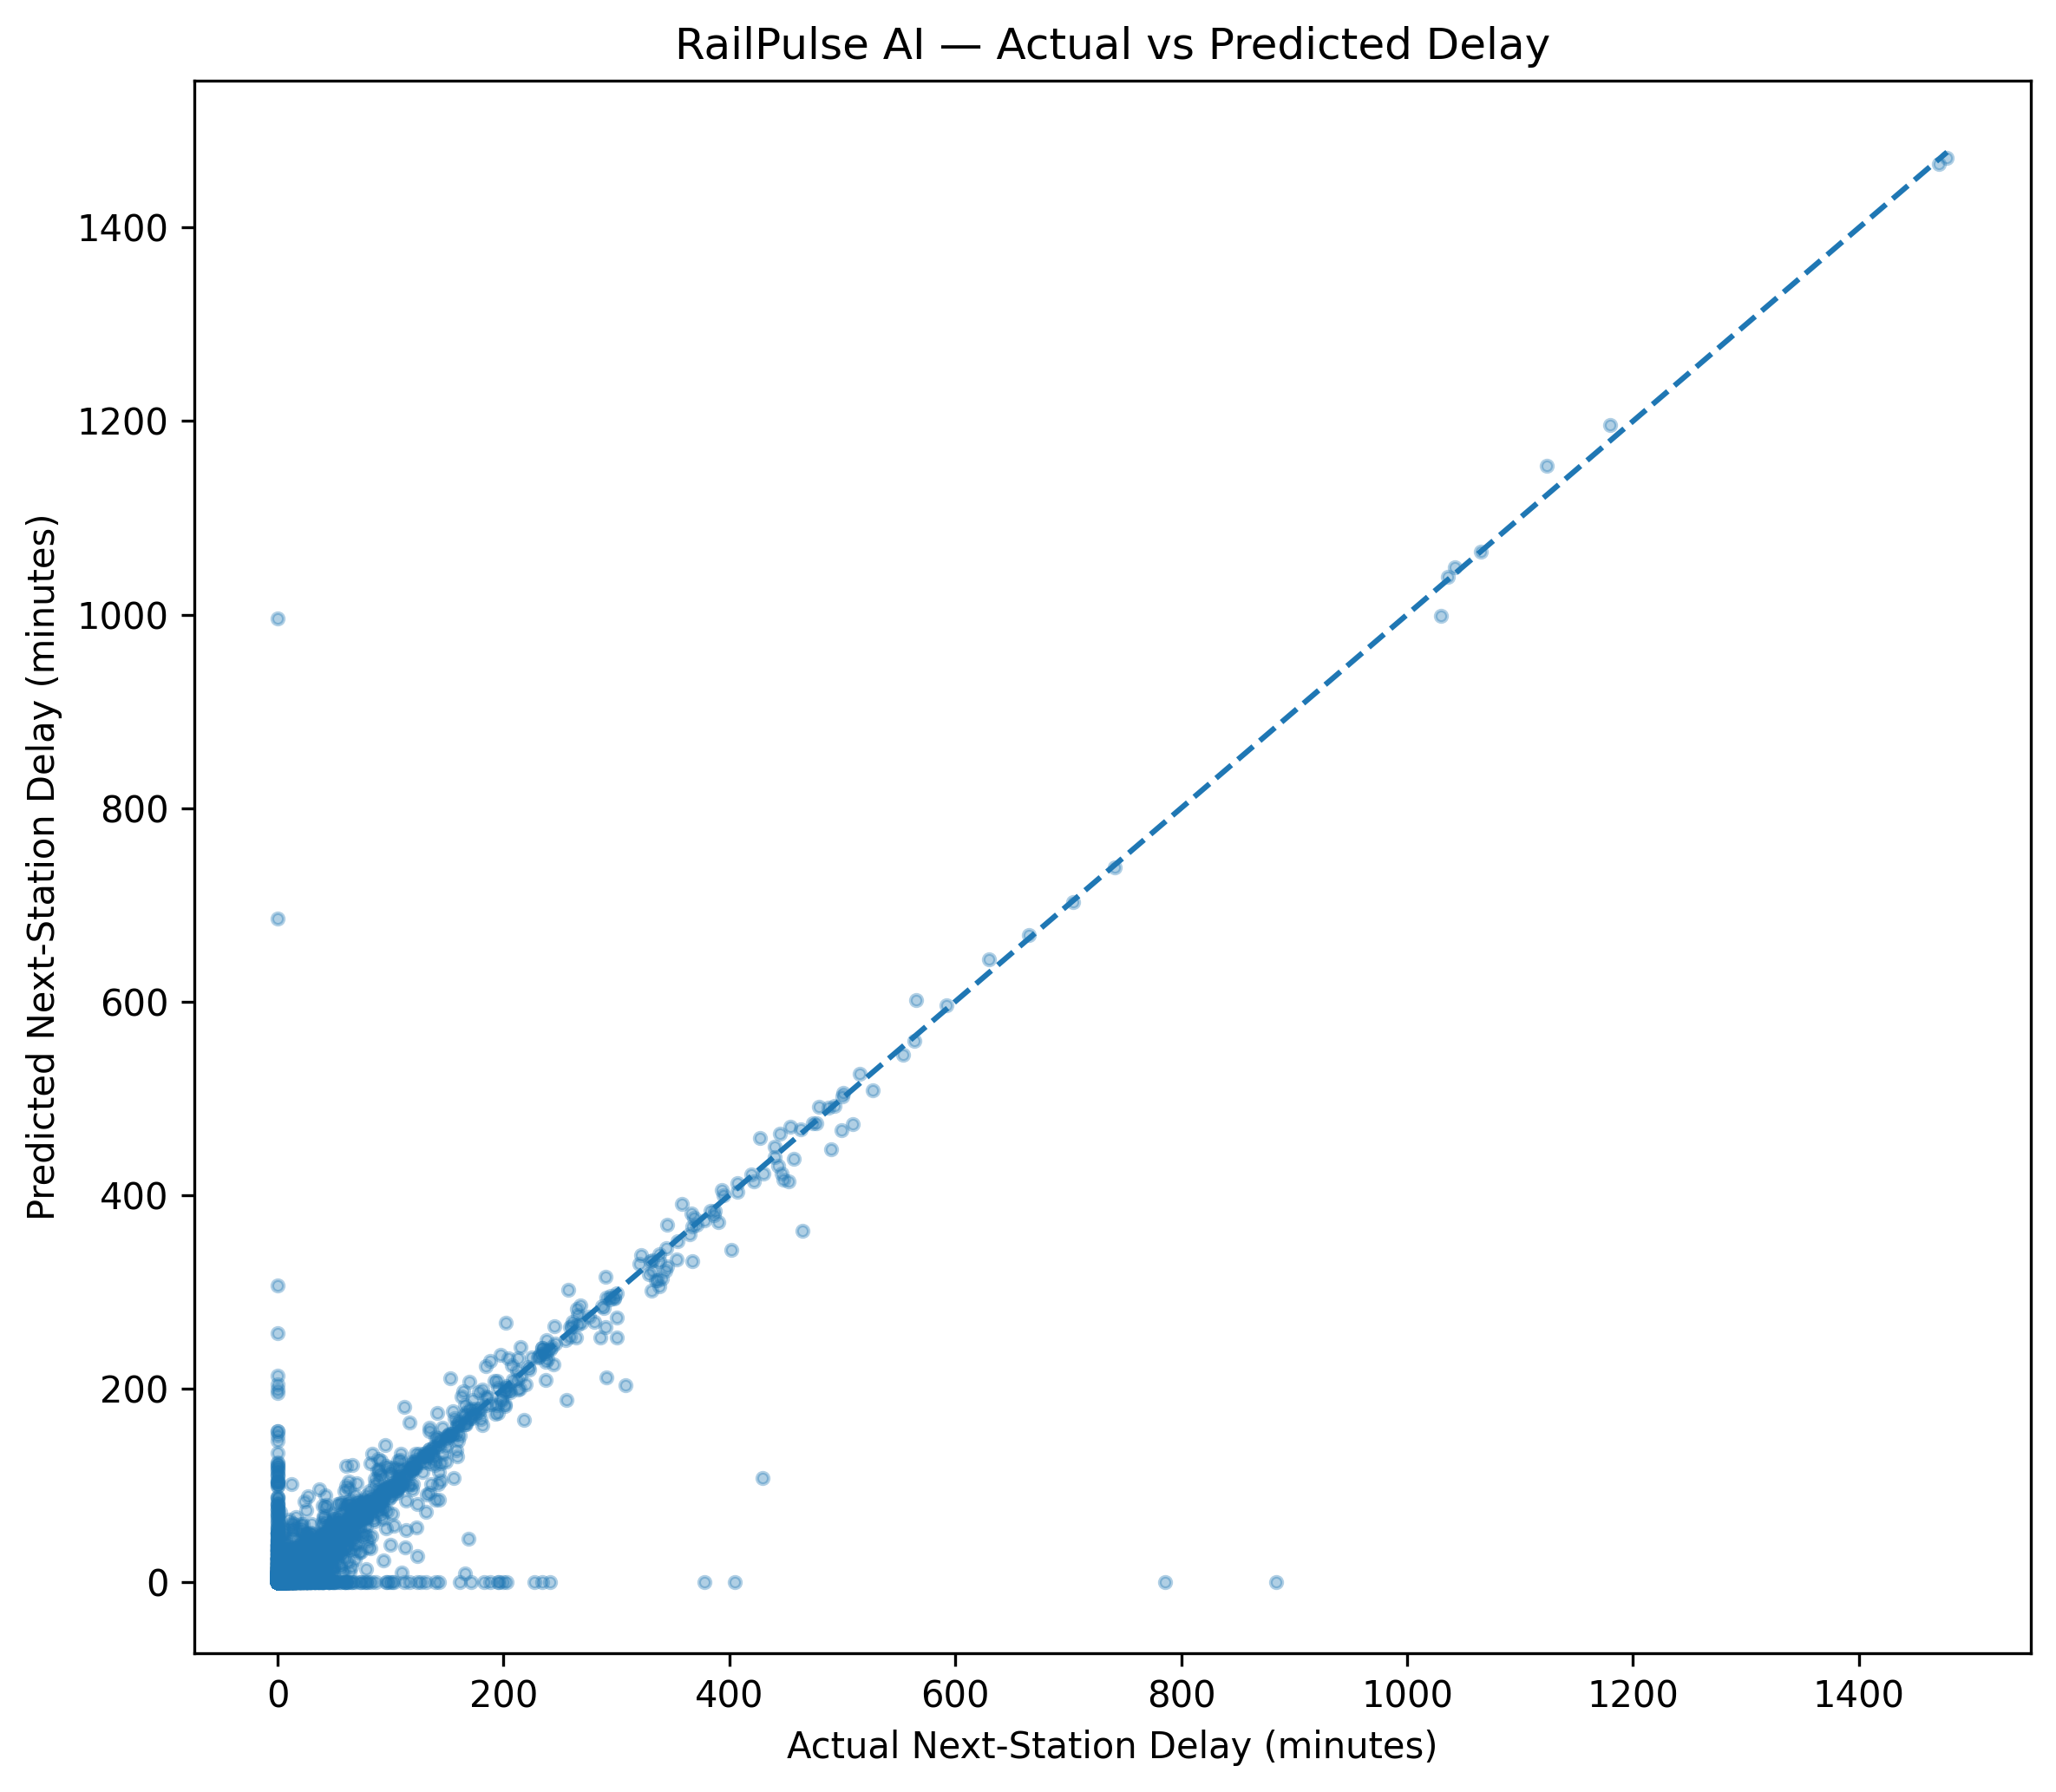 RailPulse AI — Actual vs Predicted Delay
Predicted Next-Station Delay (minutes)
1400
1200
1000
800
600
400
200
0
0 200 400 600 800 1000 1200 1400
Actual Next-Station Delay (minutes)